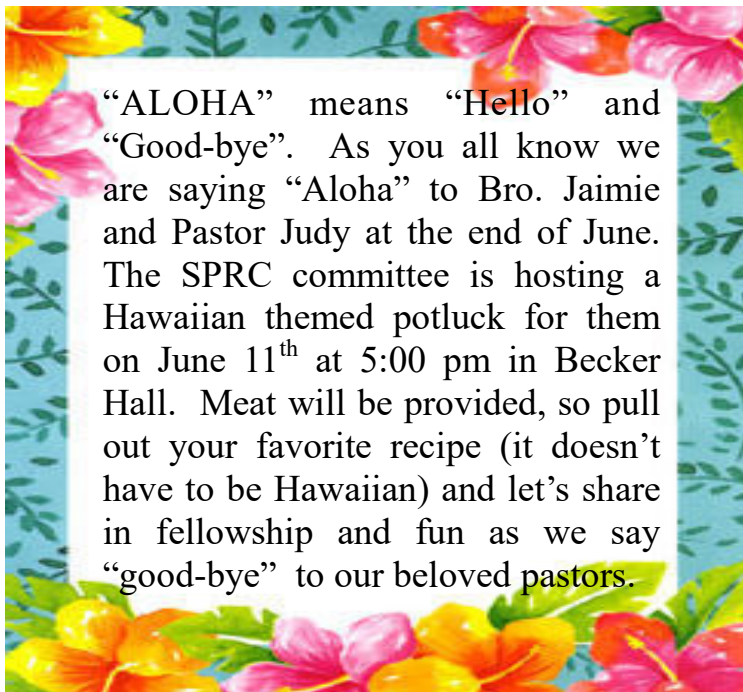 “ALOHA” means “Hello” and
“Good-bye”. As you all know we
are saying “Aloha” to Bro. Jaimie
and Pastor Judy at the end of June.
The SPRC committee is hosting a
Hawaiian themed potluck for them
on June 11th at 5:00 pm in Becker
Hall. Meat will be provided, so pull
out your favorite recipe (it doesn’t
have to be Hawaiian) and let’s share
in fellowship and fun as we say
“good-bye” to our beloved pastors.